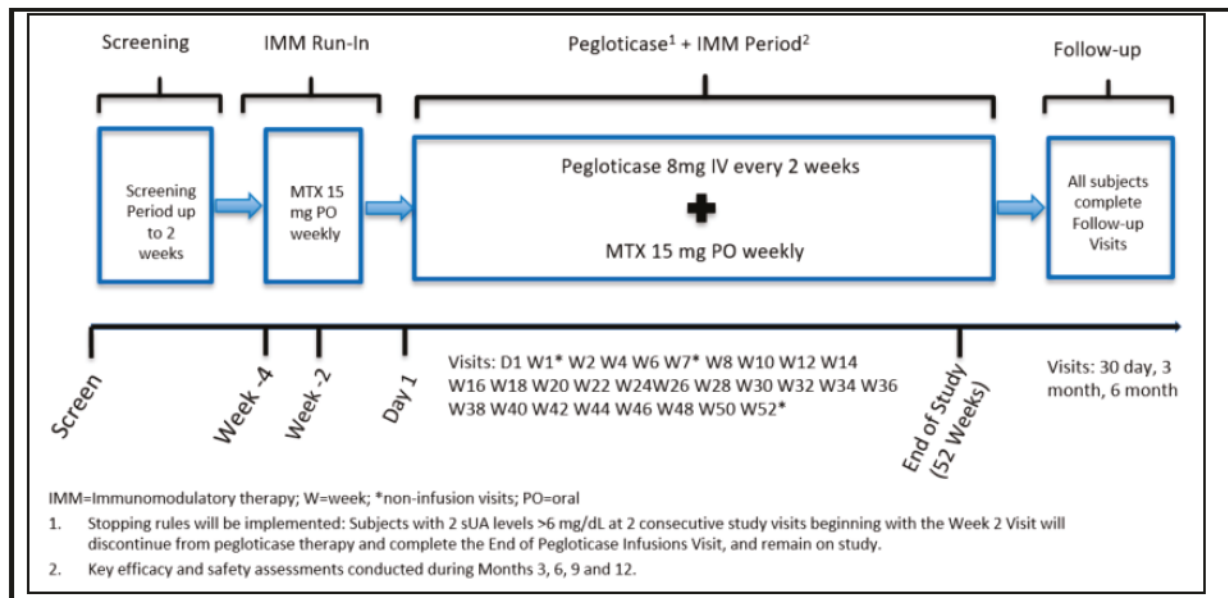 Screening
IMM Run-In
Pegloticase¹ + IMM Period²
Follow-up
Screening
Period up
to 2
weeks
MTX 15
mg PO
weekly
Pegloticase 8mg IV every 2 weeks
MTX 15 mg PO weekly
All subjects
complete
Follow-up
Visits
Screen
Week -4
Week -2
Day 1
Visits: D1 W1* W2 W4 W6 W7* W8 W10 W12 W14
W16 W18 W20 W22 W24W26 W28 W30 W32 W34 W36
W38 W40 W42 W44 W46 W48 W50 W52*
End of Study
(52 Weeks)
Visits: 30 day, 3
month, 6 month
IMM=Immunomodulatory therapy; W=week; *non-infusion visits; PO=oral
1. Stopping rules will be implemented: Subjects with 2 sUA levels >6 mg/dL at 2 consecutive study visits beginning with the Week 2 Visit will
discontinue from pegloticase therapy and complete the End of Pegloticase Infusions Visit, and remain on study.
2. Key efficacy and safety assessments conducted during Months 3, 6, 9 and 12.